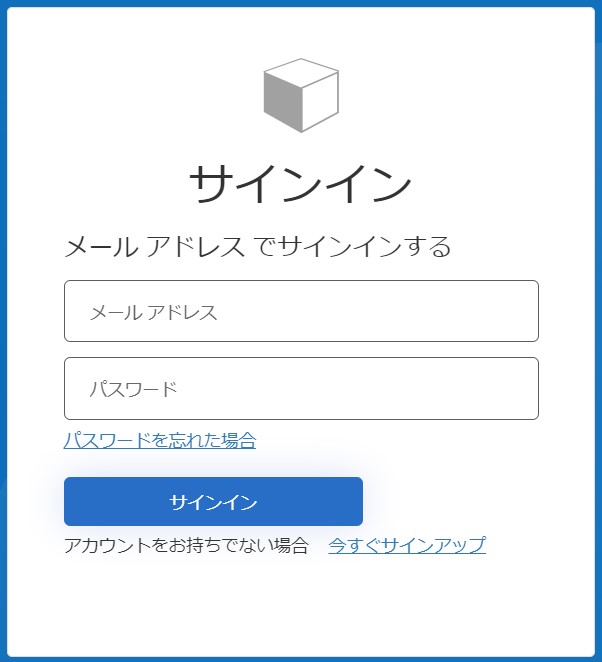 サインイン
メール アドレス でサインインする
メール アドレス
パスワード
パスワードを忘れた場合
サインイン
アカウントをお持ちでない場合 今すぐサインアップ